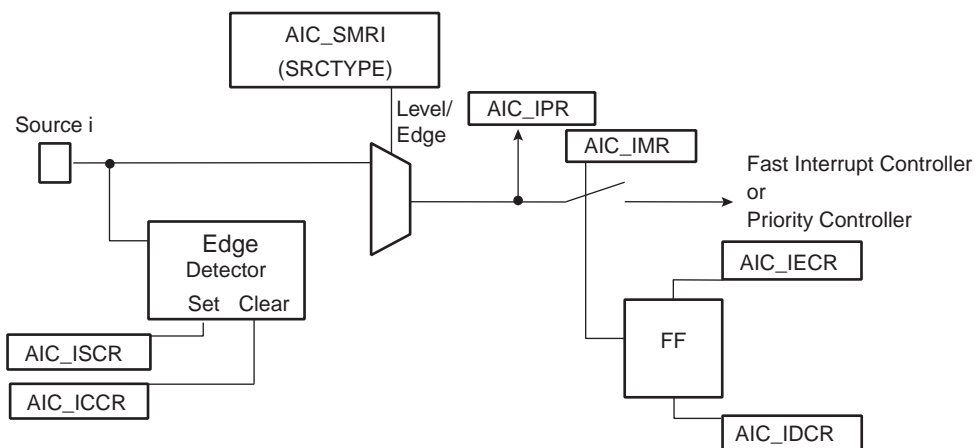 AIC_SMRI
(SRCTYPE)
Level/
Edge
AIC_IPR
Source i
AIC_IMR
Fast Interrupt Controller
or
Priority Controller
Edge
Detector
Set Clear
AIC_IECR
FF
AIC_ISCR
AIC_ICCR
AIC_IDCR